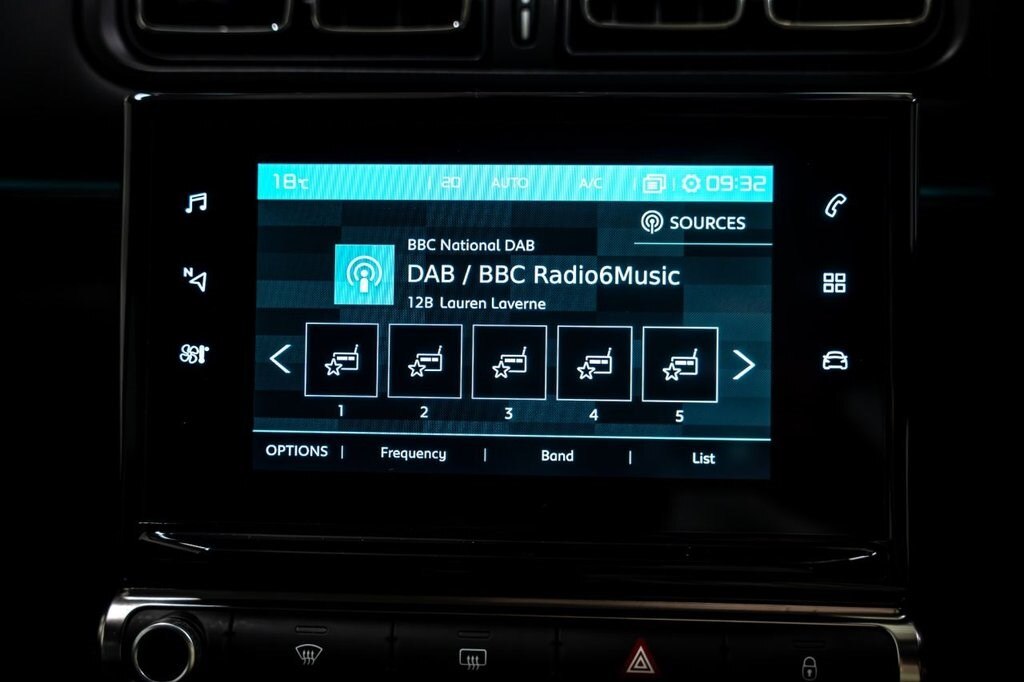 18°C 20 AUTO A/C 09:32
SOURCES
BBC National DAB
DAB / BBC Radio6Music
12B Lauren Laverne
N
1 2 3 4 5
OPTIONS | Frequency | Band | List